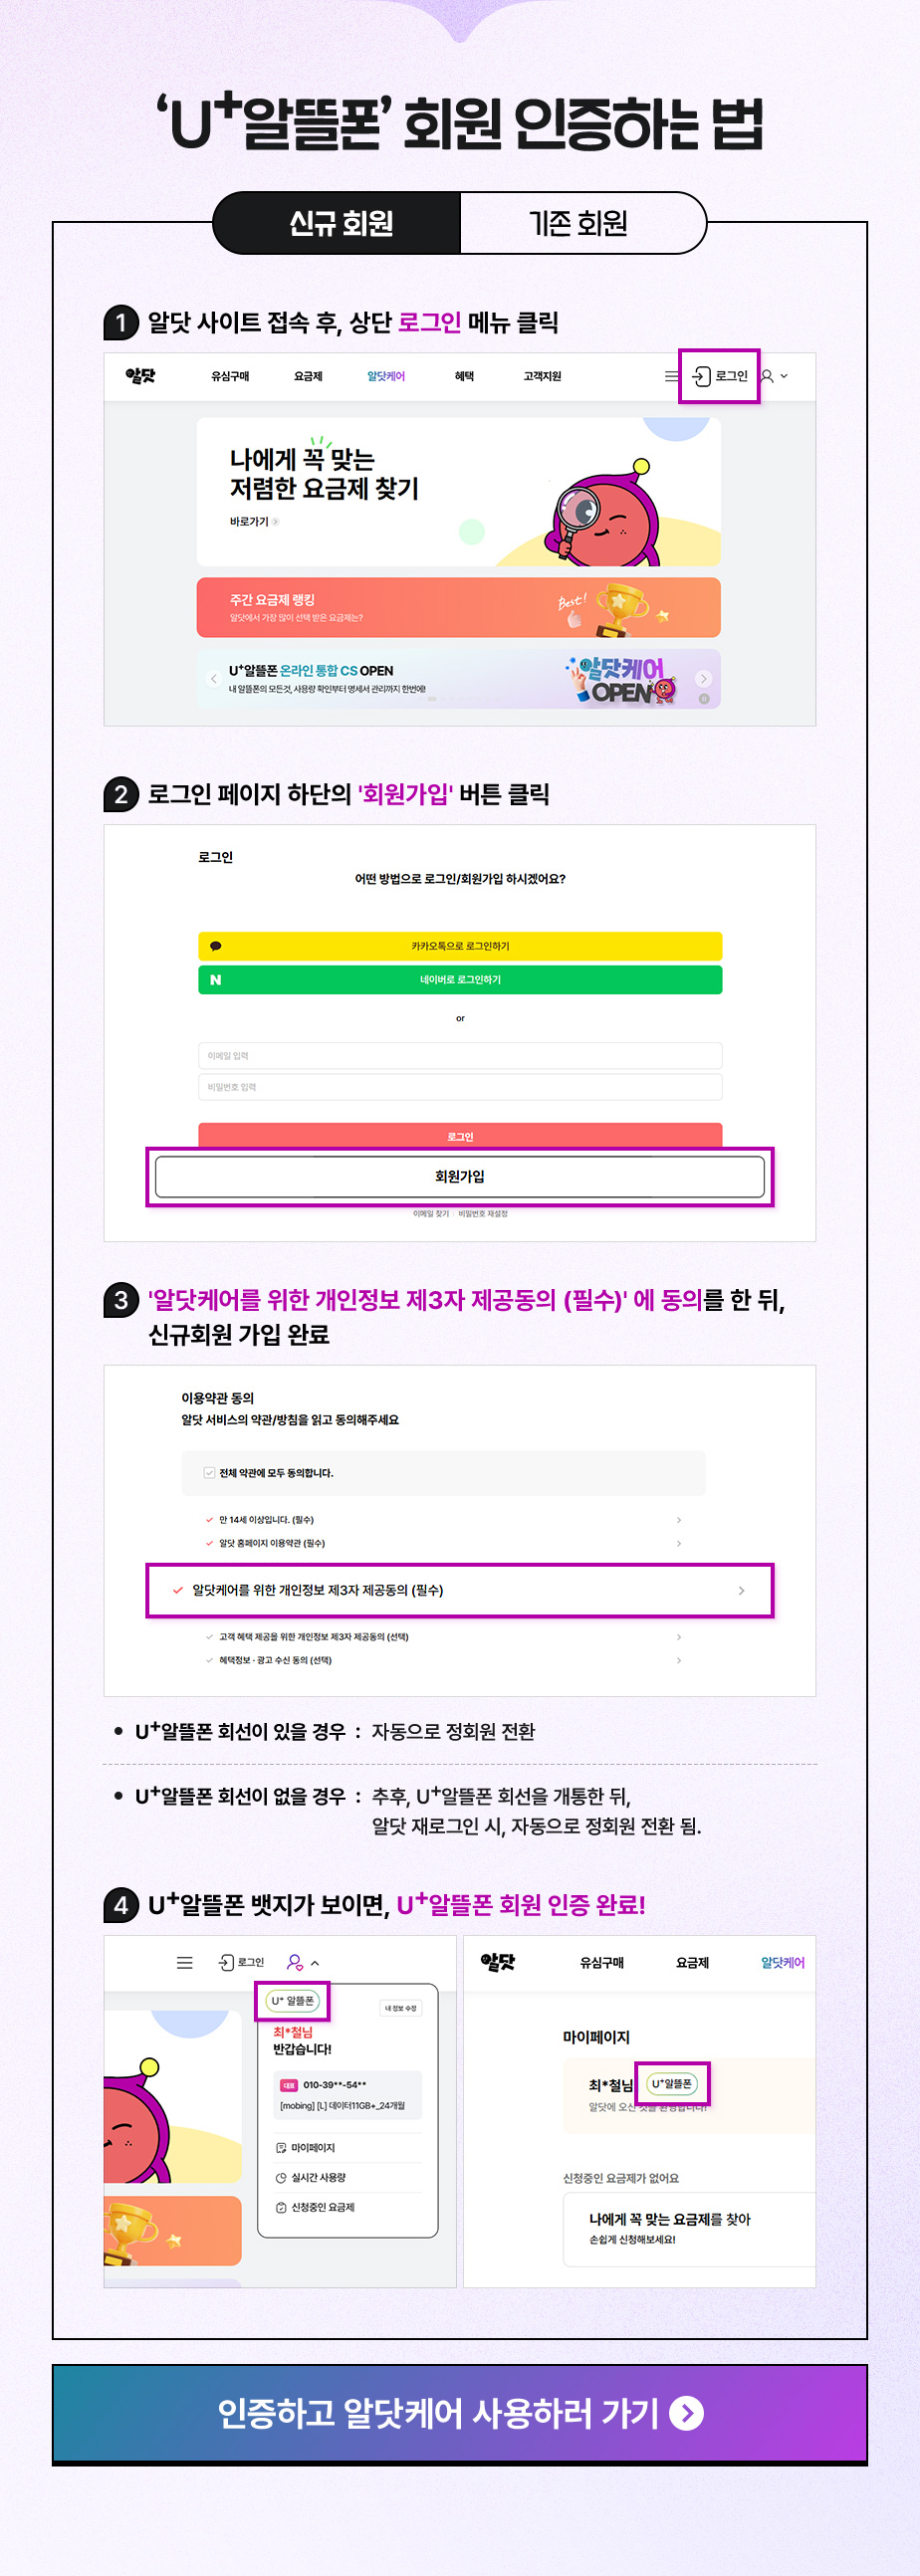 ‘U⁺알뜰폰’ 회원 인증하는 법
신규 회원
기존 회원
1 알닷 사이트 접속 후, 상단 로그인 메뉴 클릭
알닷 유심구매 요금제 알닷케어 혜택 고객지원 로그인
나에게 꼭 맞는
저렴한 요금제 찾기
바로가기
주간 요금제 랭킹
알닷에서 가장 많이 선택 받은 요금제는?
Best!
U⁺알뜰폰 온라인 통합 CS OPEN
내 알뜰폰의 모든것, 사용량 확인부터 명세서 관리까지 한번에!
알닷케어
OPEN
2 로그인 페이지 하단의 '회원가입' 버튼 클릭
로그인
어떤 방법으로 로그인/회원가입 하시겠어요?
카카오톡으로 로그인하기
N 네이버로 로그인하기
or
이메일 입력
비밀번호 입력
로그인
회원가입
이메일 찾기 | 비밀번호 재설정
3 '알닷케어를 위한 개인정보 제3자 제공동의 (필수)' 에 동의를 한 뒤,
신규회원 가입 완료
이용약관 동의
알닷 서비스의 약관/방침을 읽고 동의해주세요
전체 약관에 모두 동의합니다.
만 14세 이상입니다. (필수)
알닷 홈페이지 이용약관 (필수)
알닷케어를 위한 개인정보 제3자 제공동의 (필수)
고객 혜택 제공을 위한 개인정보 제3자 제공동의 (선택)
혜택정보 · 광고 수신 동의 (선택)
• U⁺알뜰폰 회선이 있을 경우 : 자동으로 정회원 전환
• U⁺알뜰폰 회선이 없을 경우 : 추후, U⁺알뜰폰 회선을 개통한 뒤,
알닷 재로그인 시, 자동으로 정회원 전환 됨.
4 U⁺알뜰폰 뱃지가 보이면, U⁺알뜰폰 회원 인증 완료!
로그인
U⁺ 알뜰폰
내 정보 수정
최*철님
반갑습니다!
대표 010-39**-54**
[mobing] [L] 데이터11GB+_24개월
마이페이지
실시간 사용량
신청중인 요금제
알닷 유심구매 요금제 알닷케어
마이페이지
최*철님 U⁺알뜰폰
알닷에 오신 것을 환영합니다!
신청중인 요금제가 없어요
나에게 꼭 맞는 요금제를 찾아
손쉽게 신청해보세요!
인증하고 알닷케어 사용하러 가기